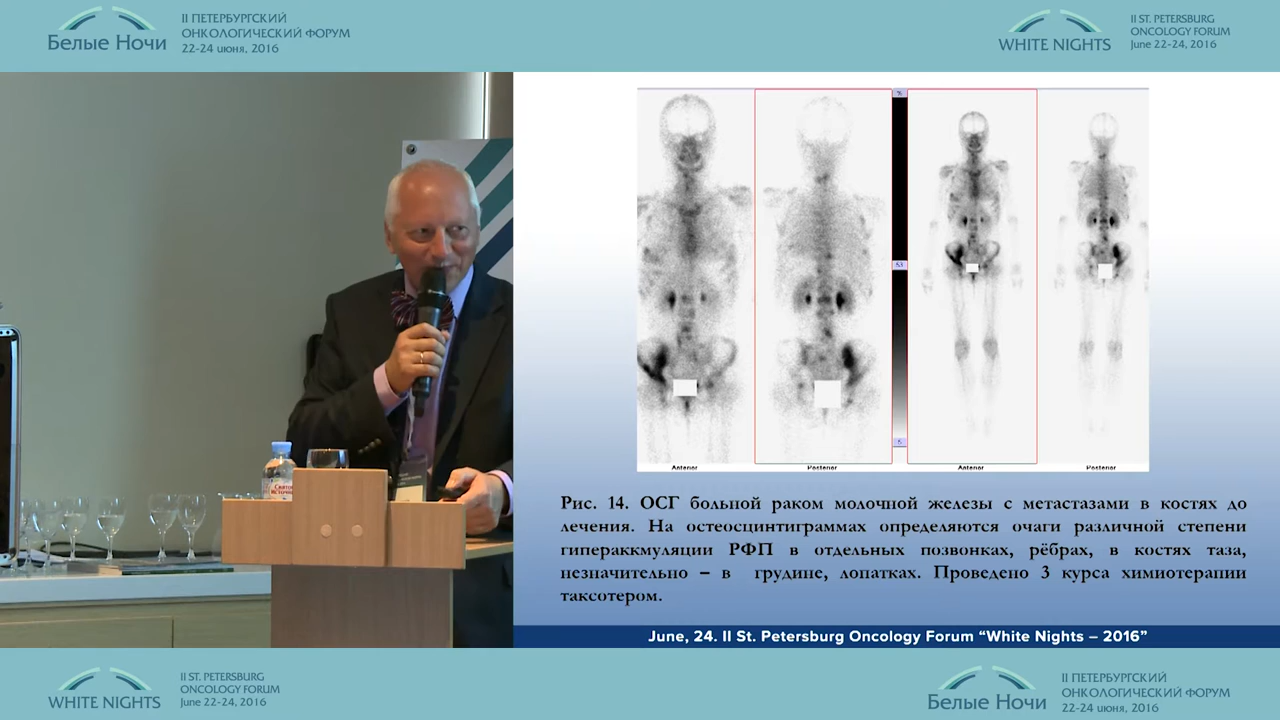 Белые Ночи
II ПЕТЕРБУРГСКИЙ
ОНКОЛОГИЧЕСКИЙ ФОРУМ
22-24 июня, 2016
WHITE NIGHTS
II ST. PETERSBURG
ONCOLOGY FORUM
June 22-24, 2016
53
5
Anterior
Posterior
Anterior
Posterior
Рис. 14. ОСГ больной раком молочной железы с метастазами в костях до
лечения. На остеосцинтиграммах определяются очаги различной степени
гипераккмуляции РФП в отдельных позвонках, рёбрах, в костях таза,
незначительно – в грудине, лопатках. Проведено 3 курса химиотерапии
таксотером.
June, 24. II St. Petersburg Oncology Forum “White Nights – 2016”
WHITE NIGHTS
II ST. PETERSBURG
ONCOLOGY FORUM
June 22-24, 2016
Белые Ночи
II ПЕТЕРБУРГСКИЙ
ОНКОЛОГИЧЕСКИЙ ФОРУМ
22-24 июня, 2016